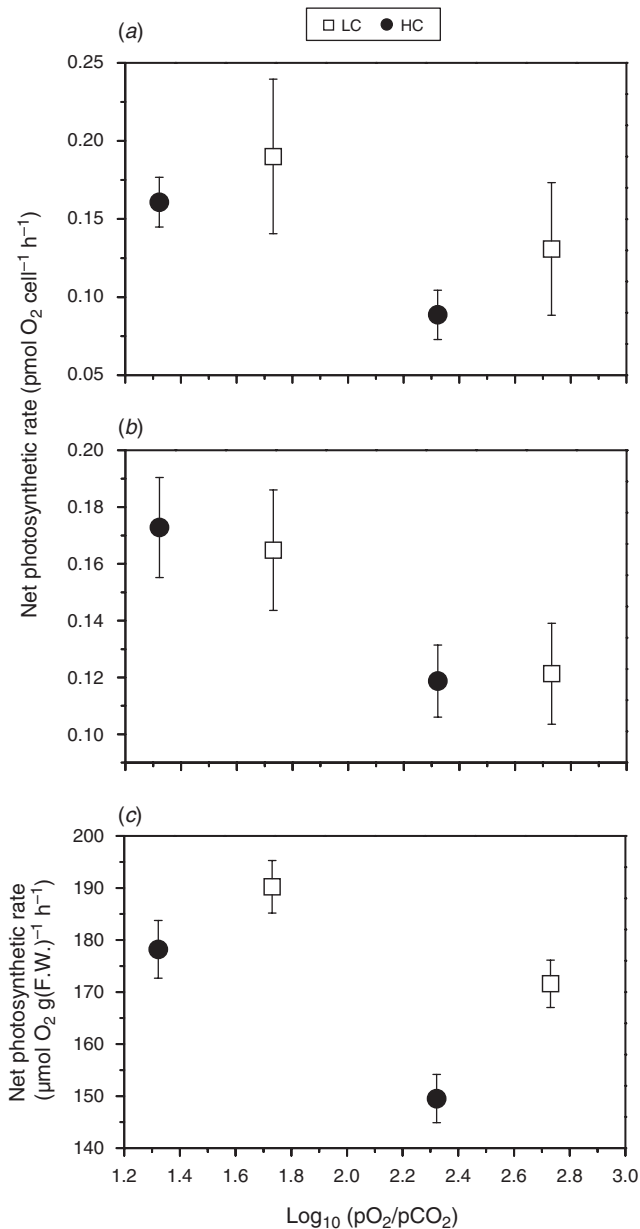 (a)
□ LC ● HC
0.25
0.20
0.15
0.10
0.05
Net photosynthetic rate (pmol O₂ cell⁻¹ h⁻¹)
(b)
0.20
0.18
0.16
0.14
0.12
0.10
(c)
200
190
180
170
160
150
140
Net photosynthetic rate
(µmol O₂ g(F.W.)⁻¹ h⁻¹)
1.2 1.4 1.6 1.8 2.0 2.2 2.4 2.6 2.8 3.0
Log₁₀ (pO₂/pCO₂)